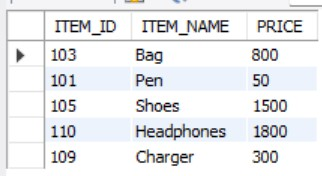 ITEM_ID ITEM_NAME PRICE
103 Bag 800
101 Pen 50
105 Shoes 1500
110 Headphones 1800
109 Charger 300